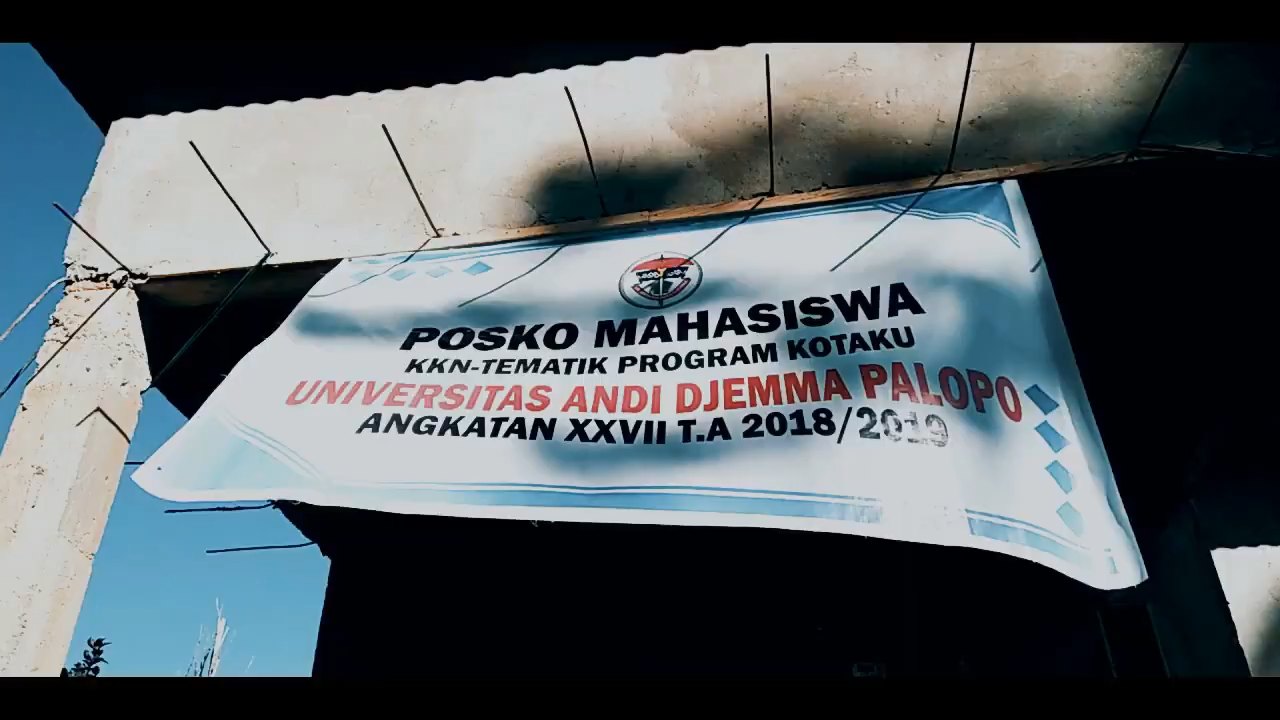 POSKO MAHASISWA
KKN-TEMATIK PROGRAM KOTAKU
UNIVERSITAS ANDI DJEMMA PALOPO
ANGKATAN XXVII T.A 2018/2019